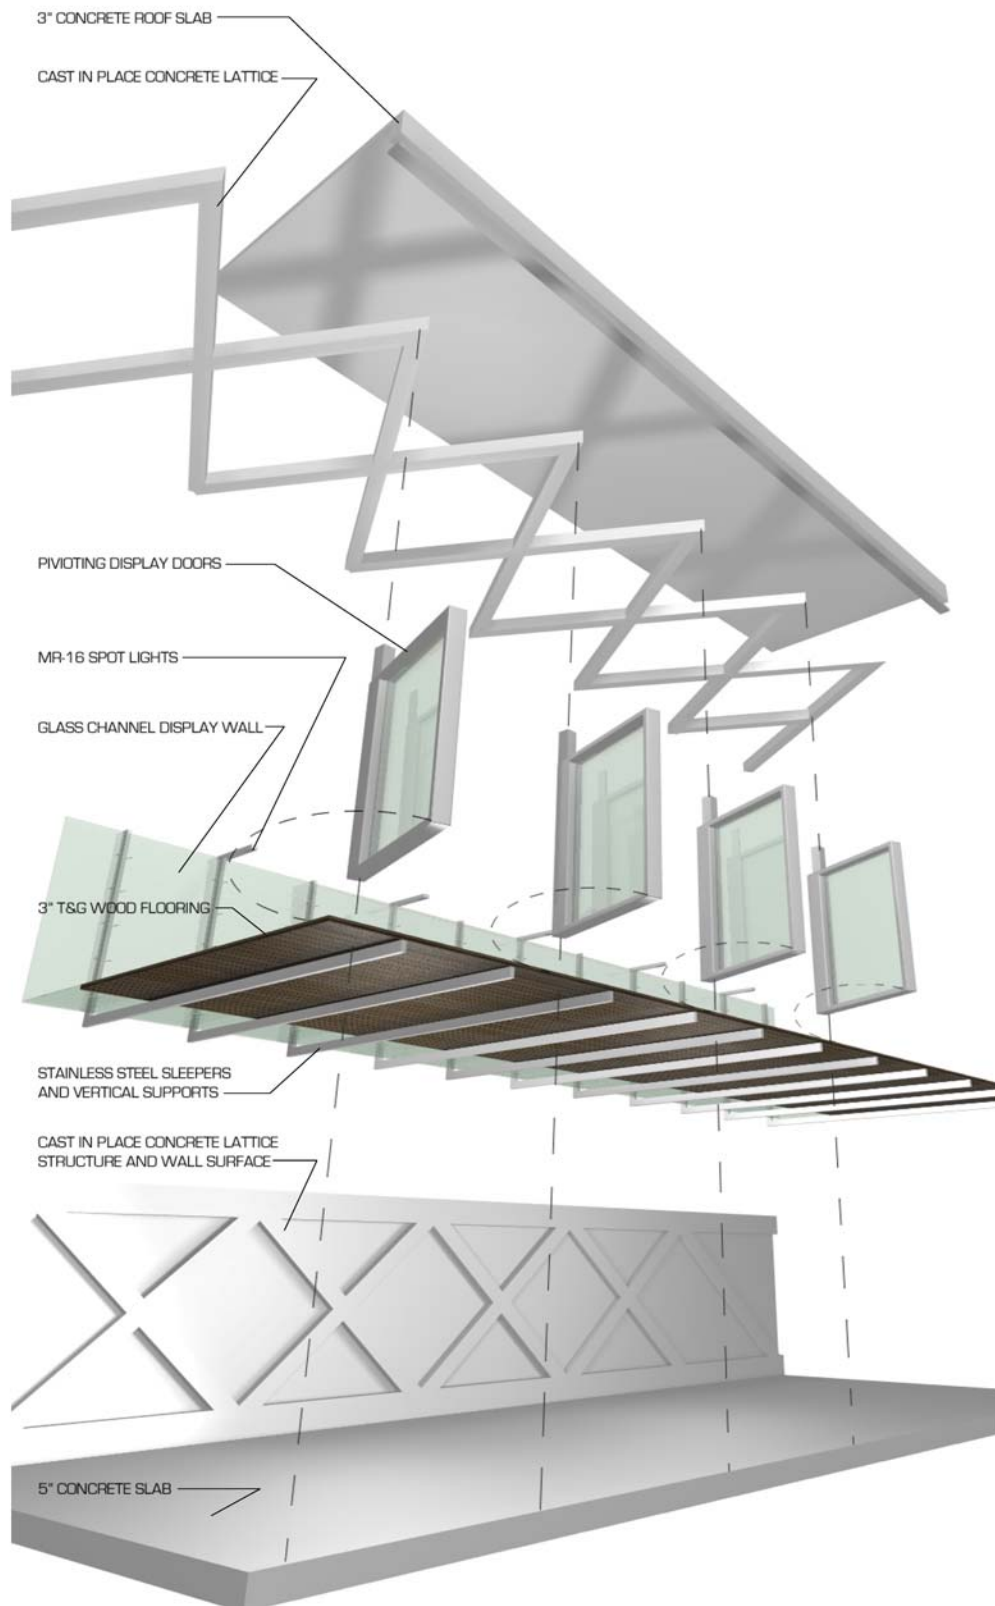 3" CONCRETE ROOF SLAB
CAST IN PLACE CONCRETE LATTICE
PIVIOTING DISPLAY DOORS
MR-16 SPOT LIGHTS
GLASS CHANNEL DISPLAY WALL
3" T&G WOOD FLOORING
STAINLESS STEEL SLEEPERS
AND VERTICAL SUPPORTS
CAST IN PLACE CONCRETE LATTICE
STRUCTURE AND WALL SURFACE
5" CONCRETE SLAB